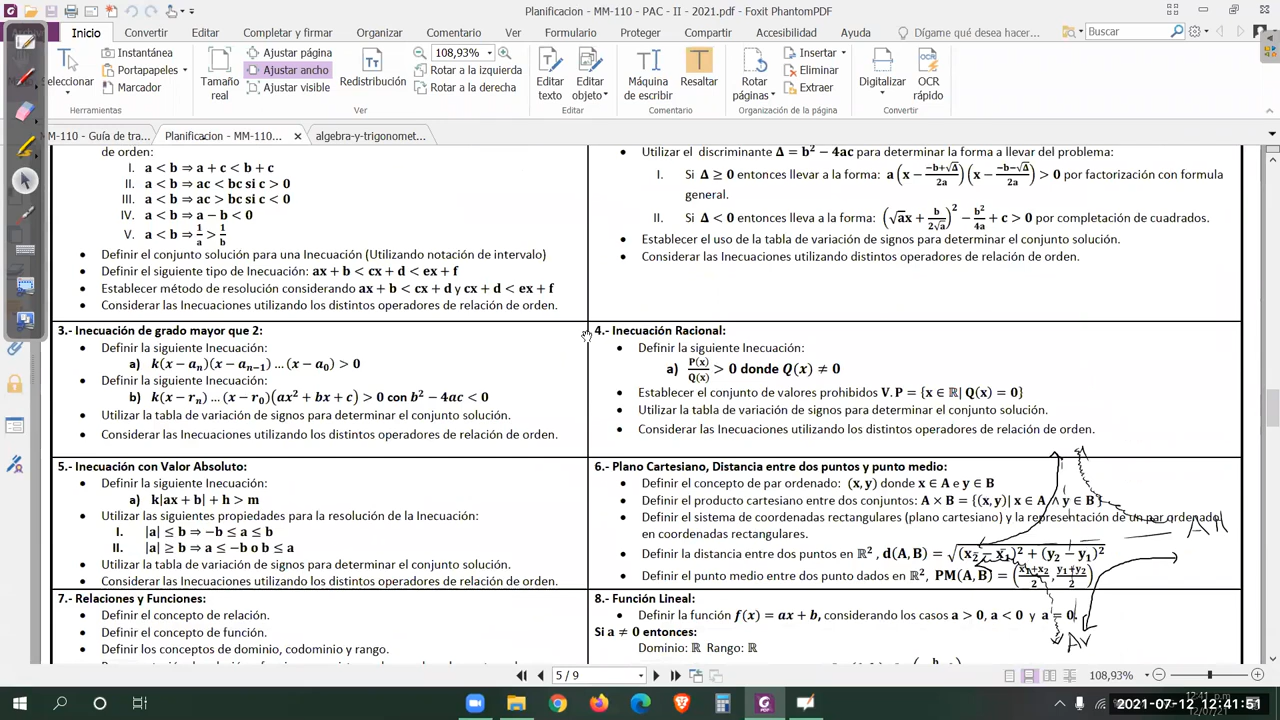 Planificacion - MM-110 - PAC - II - 2021.pdf - Foxit PhantomPDF
Archivo
Inicio
Convertir
Editar
Completar y firmar
Organizar
Comentario
Ver
Formulario
Proteger
Compartir
Accesibilidad
Ayuda
Dígame qué desea hacer...
Buscar
Seleccionar
Instantánea
Portapapeles
Marcador
Herramientas
Tamaño real
Ajustar página
Ajustar ancho
Ajustar visible
Redistribución
108,93%
Rotar a la izquierda
Rotar a la derecha
Ver
Editar texto
Editar objeto
Editar
Máquina de escribir
Resaltar
Comentario
Rotar páginas
Insertar
Eliminar
Extraer
Organización de la página
Digitalizar
OCR rápido
Convertir
MM-110 - Guía de tra...
Planificacion - MM-110...
algebra-y-trigonomet...
de orden:
I. a < b ⇒ a + c < b + c
II. a < b ⇒ ac < bc si c > 0
III. a < b ⇒ ac > bc si c < 0
IV. a < b ⇒ a − b < 0
V. a < b ⇒ 1/a > 1/b
• Definir el conjunto solución para una Inecuación (Utilizando notación de intervalo)
• Definir el siguiente tipo de Inecuación: ax + b < cx + d < ex + f
• Establecer método de resolución considerando ax + b < cx + d y cx + d < ex + f
• Considerar las Inecuaciones utilizando los distintos operadores de relación de orden.
• Utilizar el discriminante Δ = b² − 4ac para determinar la forma a llevar del problema:
I. Si Δ ≥ 0 entonces llevar a la forma: a(x − (−b+√Δ)/2a)(x − (−b−√Δ)/2a) > 0 por factorización con formula
general.
II. Si Δ < 0 entonces lleva a la forma: (√a x + b/(2√a))² − b²/4a + c > 0 por completación de cuadrados.
• Establecer el uso de la tabla de variación de signos para determinar el conjunto solución.
• Considerar las Inecuaciones utilizando distintos operadores de relación de orden.
3.- Inecuación de grado mayor que 2:
• Definir la siguiente Inecuación:
a) k(x − aₙ)(x − aₙ₋₁) … (x − a₀) > 0
• Definir la siguiente Inecuación:
b) k(x − rₙ) … (x − r₀)(ax² + bx + c) > 0 con b² − 4ac < 0
• Utilizar la tabla de variación de signos para determinar el conjunto solución.
• Considerar las Inecuaciones utilizando los distintos operadores de relación de orden.
4.- Inecuación Racional:
• Definir la siguiente Inecuación:
a) P(x)/Q(x) > 0 donde Q(x) ≠ 0
• Establecer el conjunto de valores prohibidos V.P = {x ∈ ℝ| Q(x) = 0}
• Utilizar la tabla de variación de signos para determinar el conjunto solución.
• Considerar las Inecuaciones utilizando los distintos operadores de relación de orden.
5.- Inecuación con Valor Absoluto:
• Definir la siguiente Inecuación:
a) k|ax + b| + h > m
• Utilizar las siguientes propiedades para la resolución de la Inecuación:
I. |a| ≤ b ⇒ −b ≤ a ≤ b
II. |a| ≥ b ⇒ a ≤ −b o b ≤ a
• Utilizar la tabla de variación de signos para determinar el conjunto solución.
• Considerar las Inecuaciones utilizando los distintos operadores de relación de orden.
6.- Plano Cartesiano, Distancia entre dos puntos y punto medio:
• Definir el concepto de par ordenado: (x, y) donde x ∈ A e y ∈ B
• Definir el producto cartesiano entre dos conjuntos: A × B = {(x, y)| x ∈ A ∧ y ∈ B}
• Definir el sistema de coordenadas rectangulares (plano cartesiano) y la representación de un par ordenado
en coordenadas rectangulares.
• Definir la distancia entre dos puntos en ℝ² , d(A, B) = √((x₂ − x₁)² + (y₂ − y₁)²)
• Definir el punto medio entre dos punto dados en ℝ², PM(A, B) = ((x₁+x₂)/2, (y₁+y₂)/2)
AH
AV
7.- Relaciones y Funciones:
• Definir el concepto de relación.
• Definir el concepto de función.
• Definir los conceptos de dominio, codominio y rango.
8.- Función Lineal:
• Definir la función f(x) = ax + b, considerando los casos a > 0, a < 0 y a = 0.
Si a ≠ 0 entonces:
Dominio: ℝ Rango: ℝ
5 / 9
108,93%
2021-07-12 12:41:51